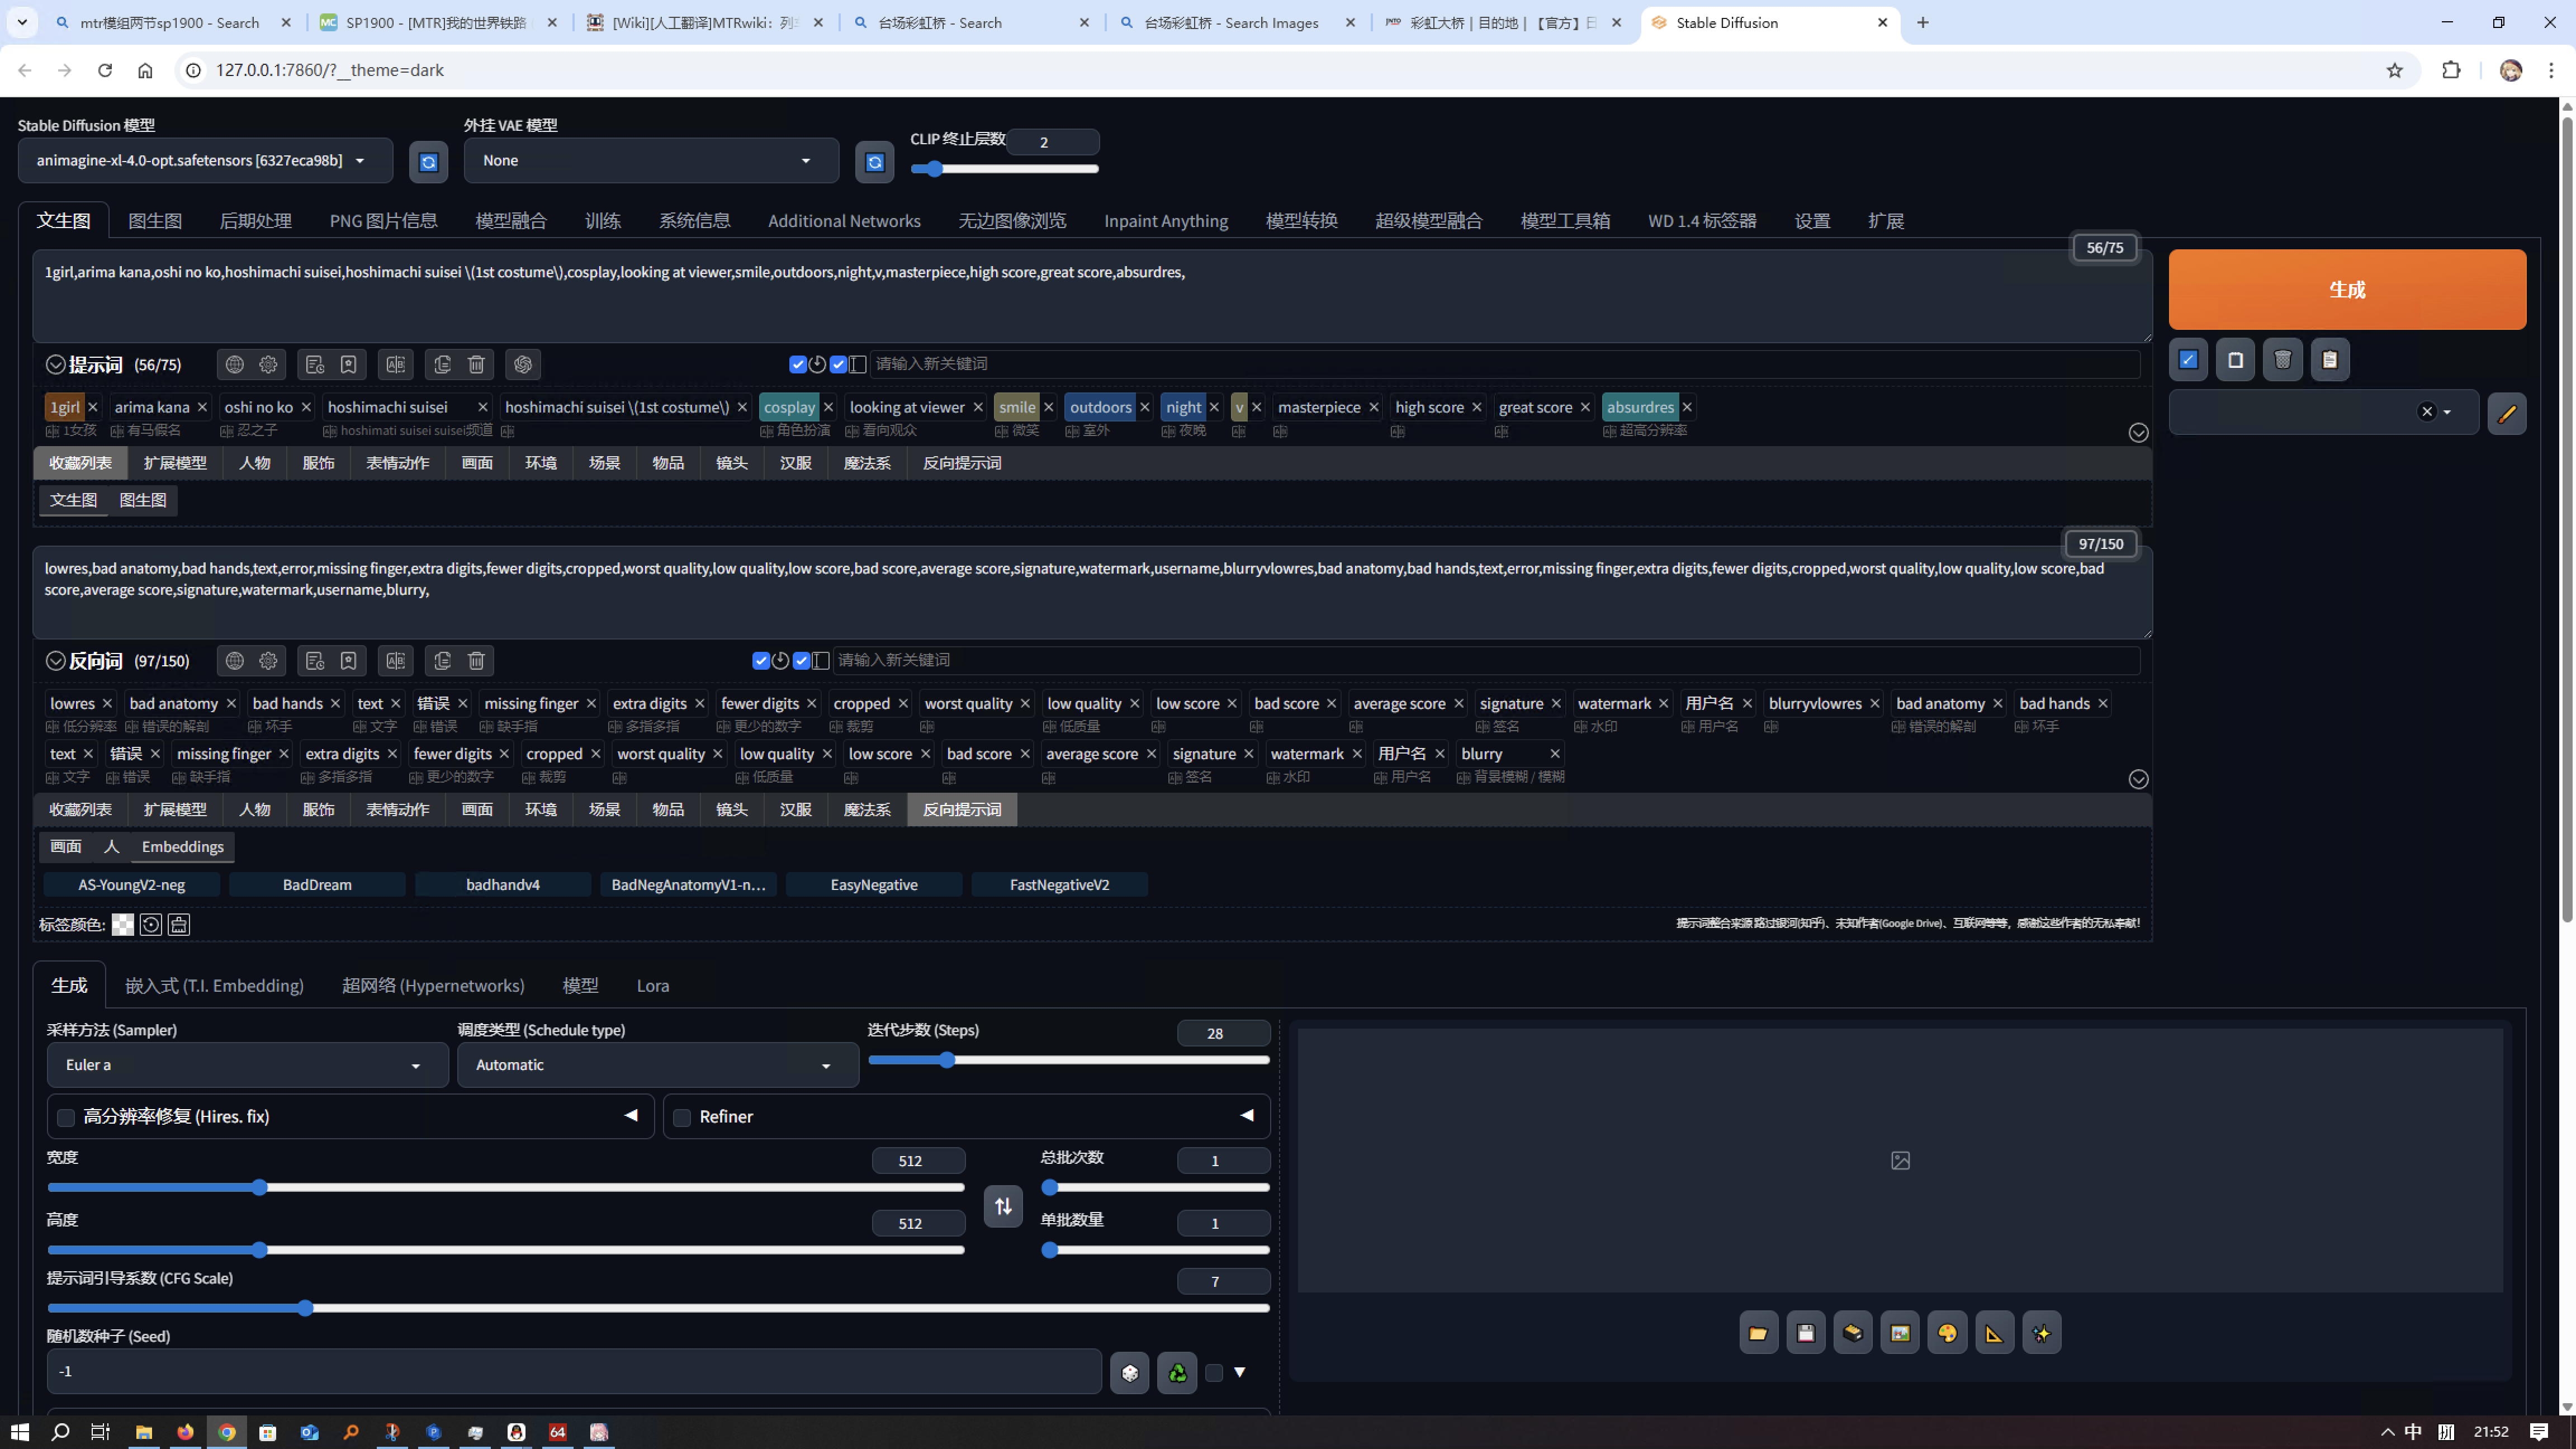 mtr模组两节sp1900 - Search
SP1900 - [MTR]我的世界铁路
[Wiki][人工翻译]MTRwiki：列
台场彩虹桥 - Search
台场彩虹桥 - Search Images
彩虹大桥 | 目的地 | 【官方】
Stable Diffusion
127.0.0.1:7860/?__theme=dark
Stable Diffusion 模型
外挂 VAE 模型
CLIP 终止层数
2
animagine-xl-4.0-opt.safetensors [6327eca98b]
None
文生图 图生图 后期处理 PNG 图片信息 模型融合 训练 系统信息 Additional Networks 无边图像浏览 Inpaint Anything 模型转换 超级模型融合 模型工具箱 WD 1.4 标签器 设置 扩展
56/75
1girl,arima kana,oshi no ko,hoshimachi suisei,hoshimachi suisei \(1st costume\),cosplay,looking at viewer,smile,outdoors,night,v,masterpiece,high score,great score,absurdres,
生成
提示词 (56/75)
请输入新关键词
1girl arima kana oshi no ko hoshimachi suisei hoshimachi suisei \(1st costume\) cosplay looking at viewer smile outdoors night v masterpiece high score great score absurdres
1女孩 有马假名 忍之子 hoshimati suisei suisei频道 角色扮演 看向观众 微笑 室外 夜晚 超高分辨率
收藏列表 扩展模型 人物 服饰 表情动作 画面 环境 场景 物品 镜头 汉服 魔法系 反向提示词
文生图 图生图
97/150
lowres,bad anatomy,bad hands,text,error,missing finger,extra digits,fewer digits,cropped,worst quality,low quality,low score,bad score,average score,signature,watermark,username,blurryvlowres,bad anatomy,bad hands,text,error,missing finger,extra digits,fewer digits,cropped,worst quality,low quality,low score,bad
score,average score,signature,watermark,username,blurry,
反向词 (97/150)
请输入新关键词
lowres bad anatomy bad hands text 错误 missing finger extra digits fewer digits cropped worst quality low quality low score bad score average score signature watermark 用户名 blurryvlowres bad anatomy bad hands
低分辨率 错误的解剖 坏手 文字 错误 缺手指 多指多指 更少的数字 裁剪 低质量 签名 水印 用户名 错误的解剖 坏手
text 错误 missing finger extra digits fewer digits cropped worst quality low quality low score bad score average score signature watermark 用户名 blurry
文字 错误 缺手指 多指多指 更少的数字 裁剪 低质量 签名 水印 用户名 背景模糊 / 模糊
收藏列表 扩展模型 人物 服饰 表情动作 画面 环境 场景 物品 镜头 汉服 魔法系 反向提示词
画面 人 Embeddings
AS-YoungV2-neg BadDream badhandv4 BadNegAnatomyV1-n... EasyNegative FastNegativeV2
标签颜色:
提示词整合来源 路过银河(知乎)、未知作者(Google Drive)、互联网等等，感谢这些作者的无私奉献！
生成 嵌入式 (T.I. Embedding) 超网络 (Hypernetworks) 模型 Lora
采样方法 (Sampler)
调度类型 (Schedule type)
迭代步数 (Steps)
28
Euler a
Automatic
高分辨率修复 (Hires. fix)
Refiner
宽度
512
总批次数
1
高度
512
单批数量
1
提示词引导系数 (CFG Scale)
7
随机数种子 (Seed)
-1
64
中
拼
21:52